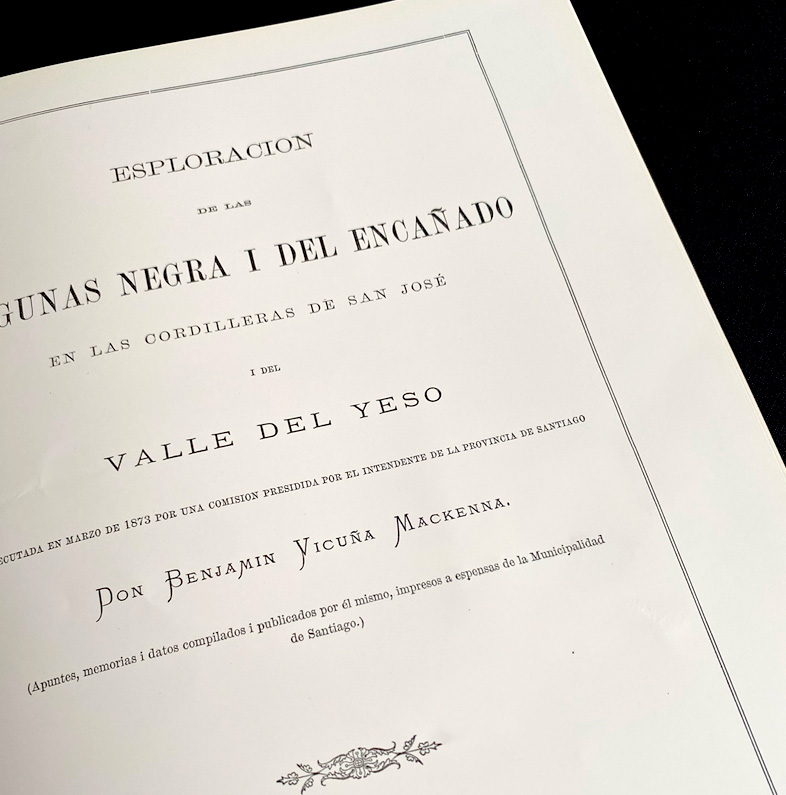 ESPLORACION
DE LAS
GUNAS NEGRA I DEL ENCAÑADO
EN LAS CORDILLERAS DE SAN JOSÉ
I DEL
VALLE DEL YESO
ECUTADA EN MARZO DE 1873 POR UNA COMISION PRESIDIDA POR EL INTENDENTE DE LA PROVINCIA DE SANTIAGO
DON BENJAMIN VICUÑA MACKENNA.
(Apuntes, memorias i datos compilados i publicados por él mismo, impresos a espensas de la Municipalidad
de Santiago.)